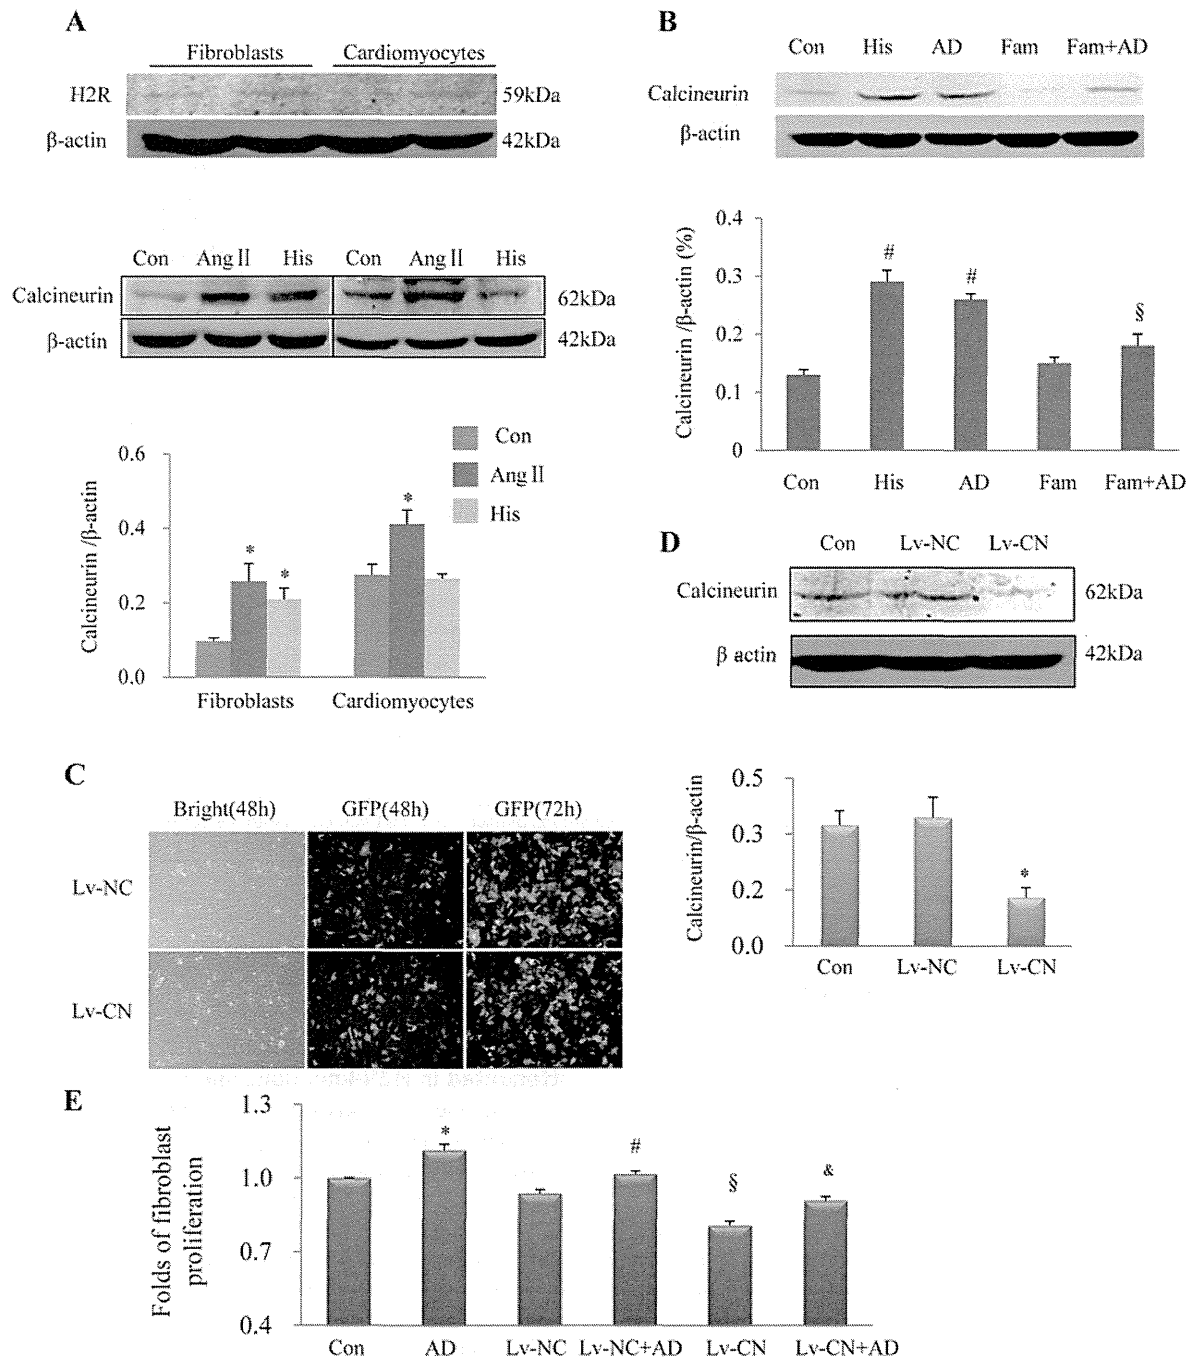 A
Fibroblasts Cardiomyocytes
H2R 59kDa
β-actin 42kDa
Con Ang II His Con Ang II His
Calcineurin 62kDa
β-actin 42kDa
Con
Ang II
His
Calcineurin /β-actin
0.6
0.4
0.2
0.0
Fibroblasts Cardiomyocytes
* * *
B
Con His AD Fam Fam+AD
Calcineurin
β-actin
Calcineurin /β-actin (%)
0.4
0.3
0.2
0.1
0
# # §
Con His AD Fam Fam+AD
D
Con Lv-NC Lv-CN
Calcineurin 62kDa
β actin 42kDa
Calcineurin/β-actin
0.5
0.3
0.2
0.0
*
Con Lv-NC Lv-CN
C
Bright(48h) GFP(48h) GFP(72h)
Lv-NC
Lv-CN
E
Folds of fibroblast
proliferation
1.3
1.0
0.7
0.4
* # § &
Con AD Lv-NC Lv-NC+AD Lv-CN Lv-CN+AD